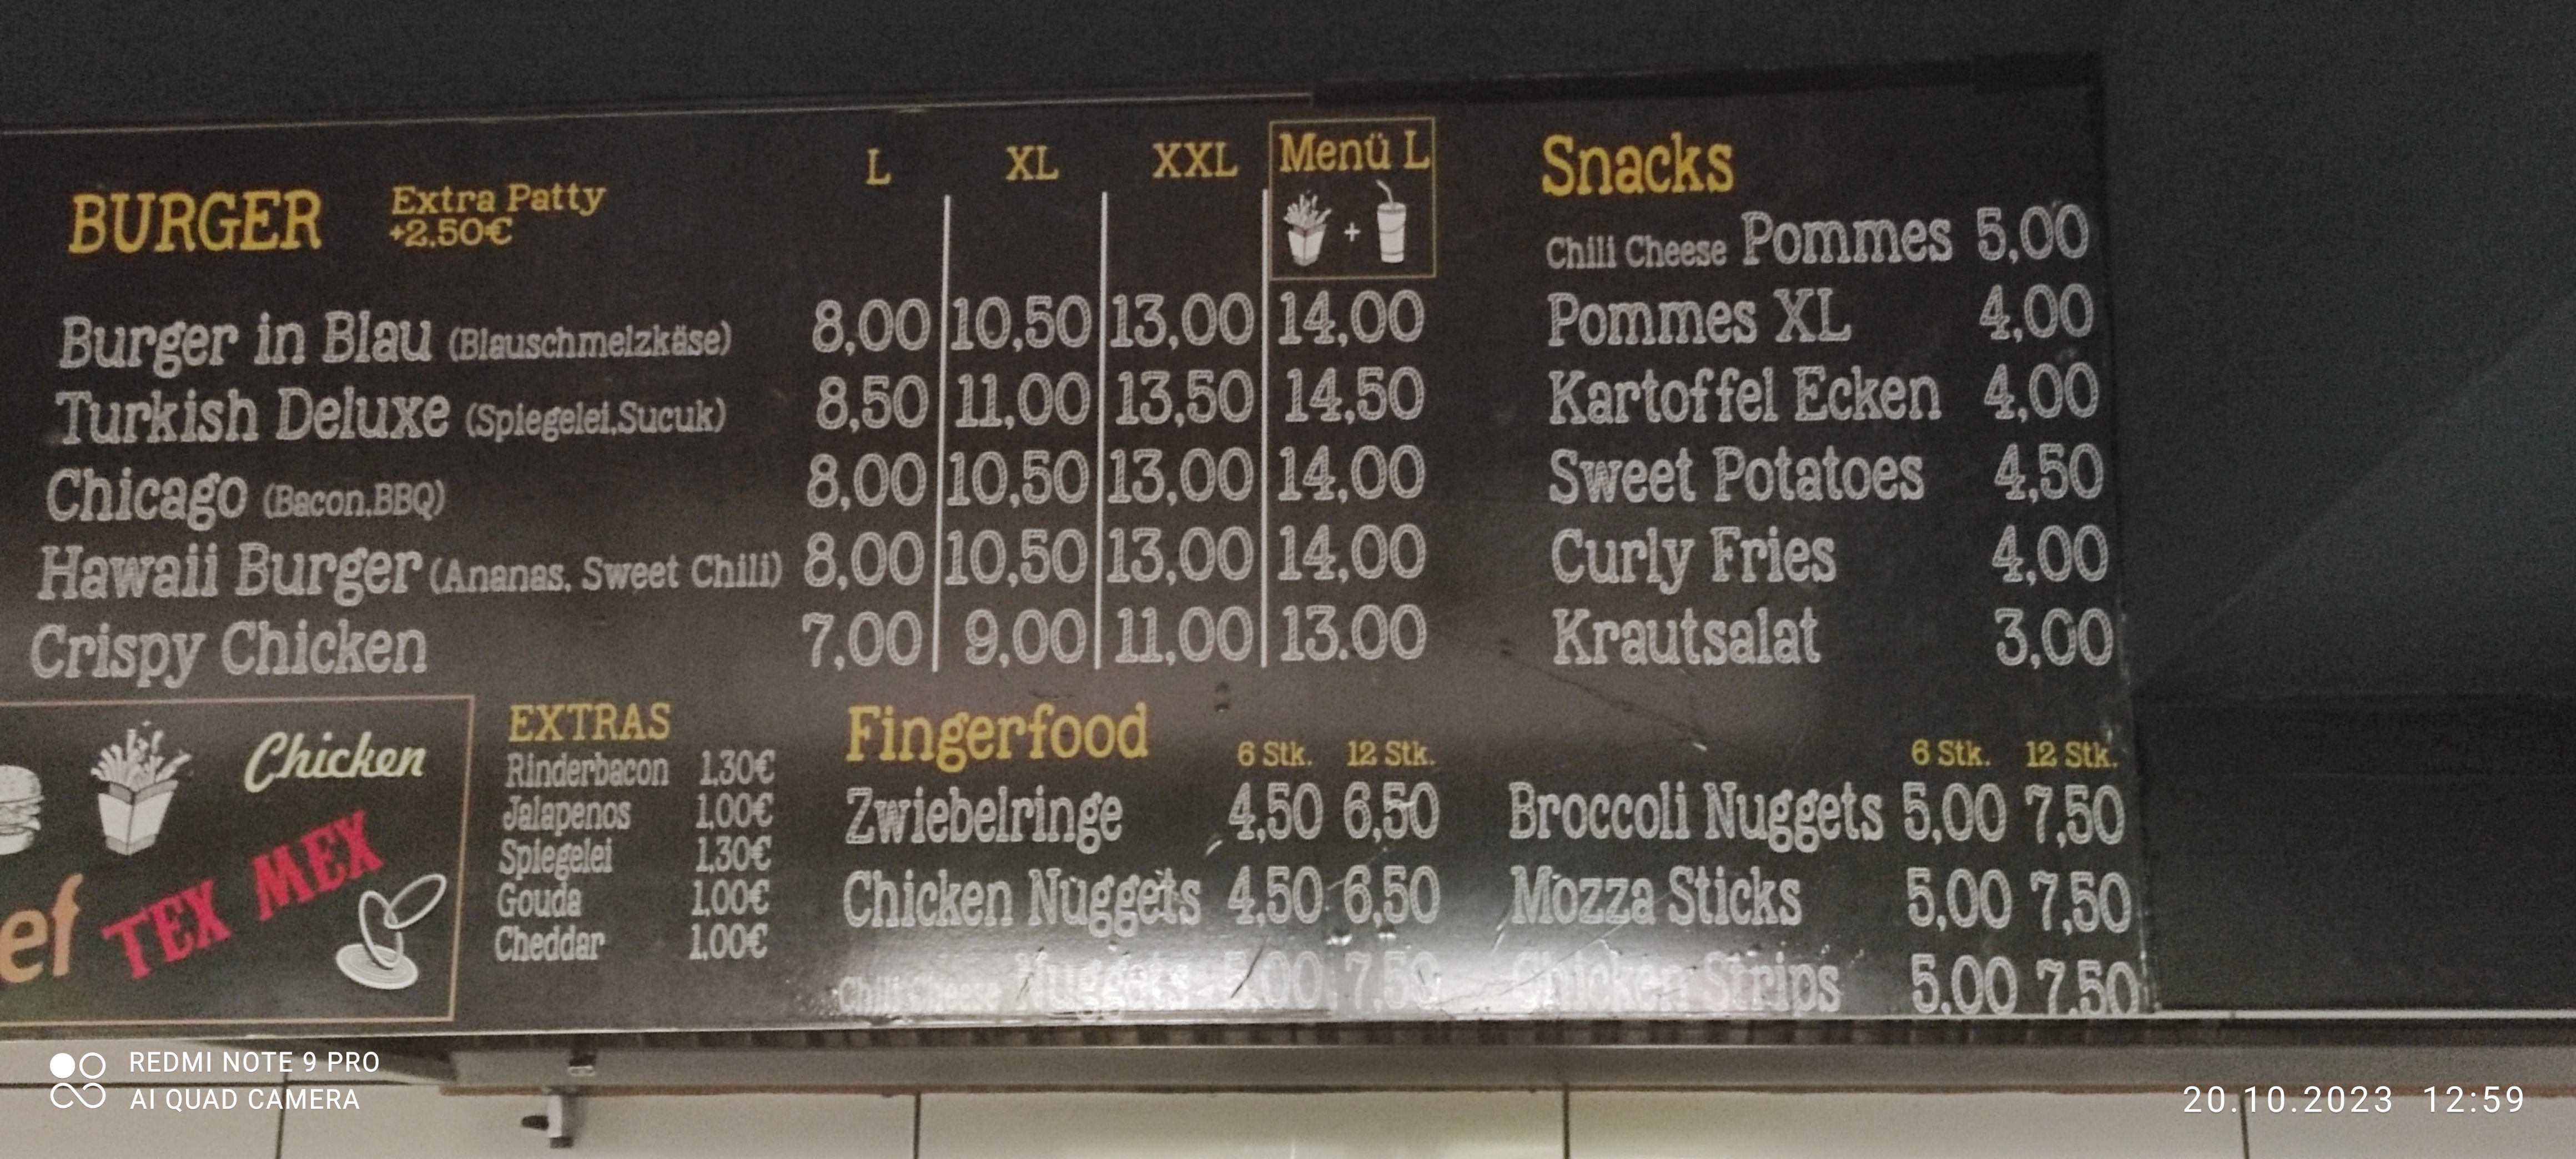 L XL XXL Menü L
BURGER Extra Patty
+2.50€
+
Burger in Blau (Blauschmelzkäse) 8,00 10,50 13,00 14,00
Turkish Deluxe (Spiegelei,Sucuk) 8,50 11,00 13,50 14,50
Chicago (Bacon,BBQ) 8,00 10,50 13,00 14,00
Hawaii Burger (Ananas, Sweet Chili) 8,00 10,50 13,00 14,00
Crispy Chicken 7,00 9,00 11,00 13.00
Snacks
Chili Cheese Pommes 5,00
Pommes XL 4,00
Kartoffel Ecken 4,00
Sweet Potatoes 4,50
Curly Fries 4,00
Krautsalat 3,00
Chicken
ef TEX MEX
EXTRAS
Rinderbacon 1,30€
Jalapenos 1,00€
Spiegelei 1,30€
Gouda 1,00€
Cheddar 1,00€
Fingerfood 6 Stk. 12 Stk.
Zwiebelringe 4,50 6,50
Chicken Nuggets 4,50 6,50
Chili Cheese Nuggets 5,00 7,50
6 Stk. 12 Stk.
Broccoli Nuggets 5,00 7,50
Mozza Sticks 5,00 7,50
Chicken Strips 5,00 7,50
REDMI NOTE 9 PRO
AI QUAD CAMERA
20.10.2023 12:59